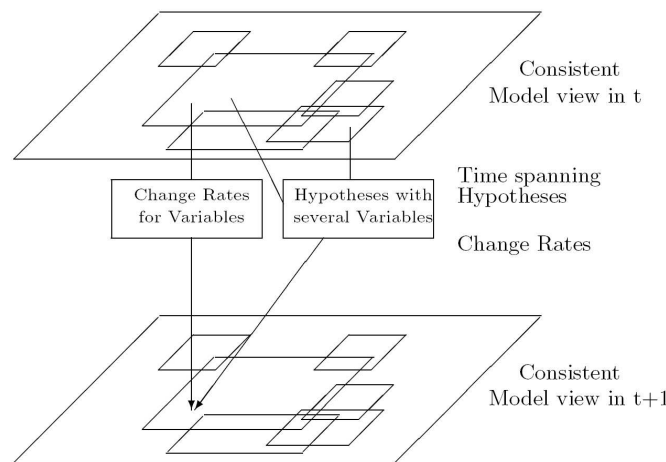 Consistent
Model view in t
Change Rates
for Variables
Hypotheses with
several Variables
Time spanning
Hypotheses
Change Rates
Consistent
Model view in t+1